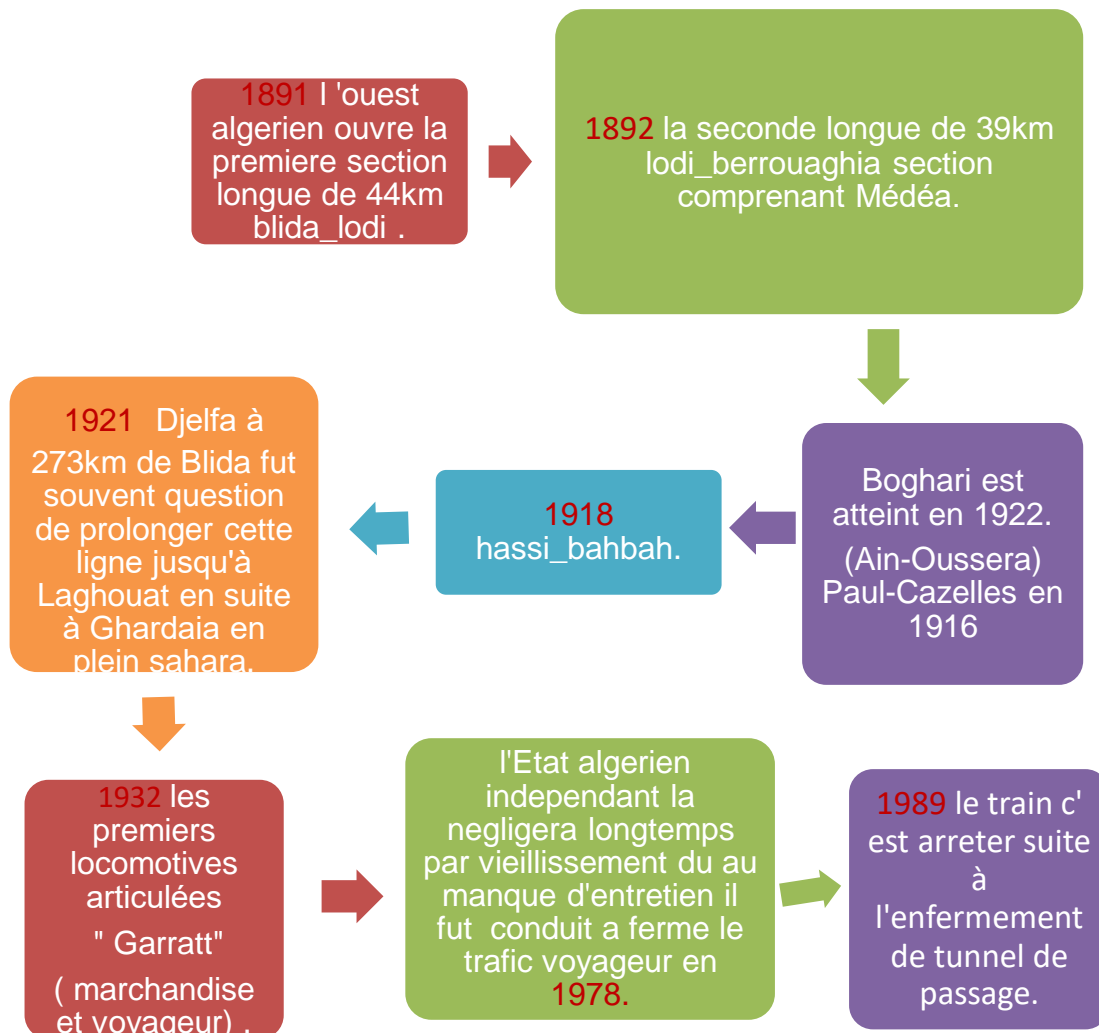 1891 l 'ouest
algerien ouvre la
premiere section
longue de 44km
blida_lodi .
1892 la seconde longue de 39km
lodi_berrouaghia section
comprenant Médéa.
Boghari est
atteint en 1922.
(Ain-Oussera)
Paul-Cazelles en
1916
1918
hassi_bahbah.
1921 Djelfa à
273km de Blida fut
souvent question
de prolonger cette
ligne jusqu'à
Laghouat en suite
à Ghardaia en
plein sahara.
1932 les
premiers
locomotives
articulées
" Garratt"
( marchandise
et voyageur) .
l'Etat algerien
independant la
negligera longtemps
par vieillissement du au
manque d'entretien il
fut conduit a ferme le
trafic voyageur en
1978.
1989 le train c'
est arreter suite
à
l'enfermement
de tunnel de
passage.